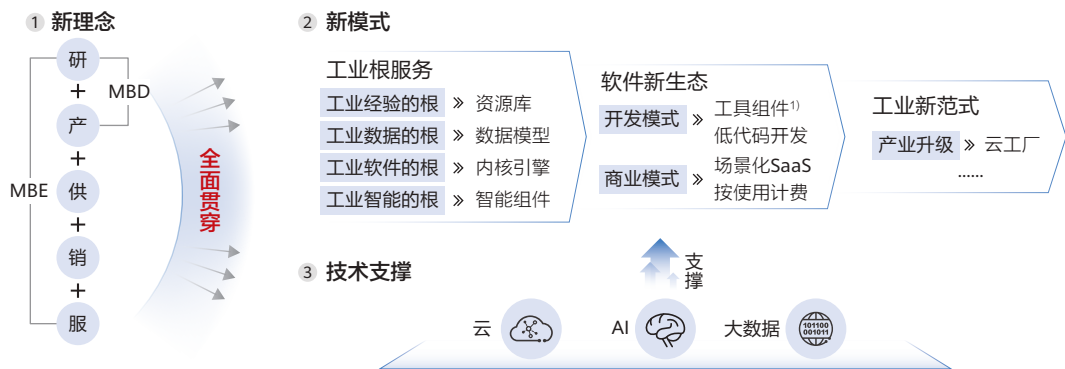 1 新理念
研
+
MBD
产
+
MBE
供
+
销
+
服
全面贯穿
2 新模式
工业根服务
工业经验的根 » 资源库
工业数据的根 » 数据模型
工业软件的根 » 内核引擎
工业智能的根 » 智能组件
软件新生态
开发模式 » 工具组件1)
低代码开发
商业模式 » 场景化SaaS
按使用计费
工业新范式
产业升级 » 云工厂
......
支撑
3 技术支撑
云
AI
大数据
101100
001011